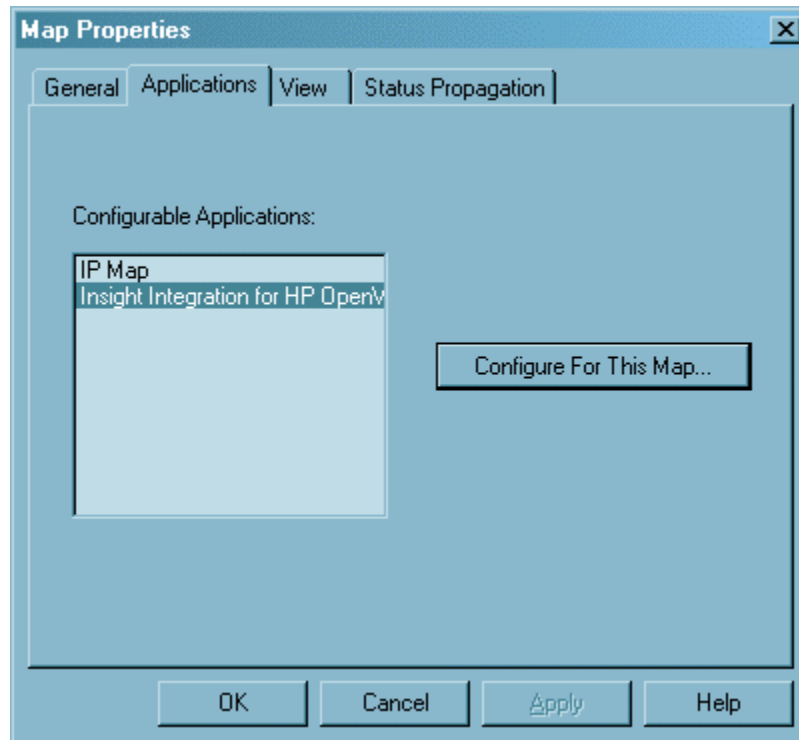 Map Properties
General Applications View Status Propagation
Configurable Applications:
IP Map
Insight Integration for HP OpenV
Configure For This Map...
OK Cancel Apply Help